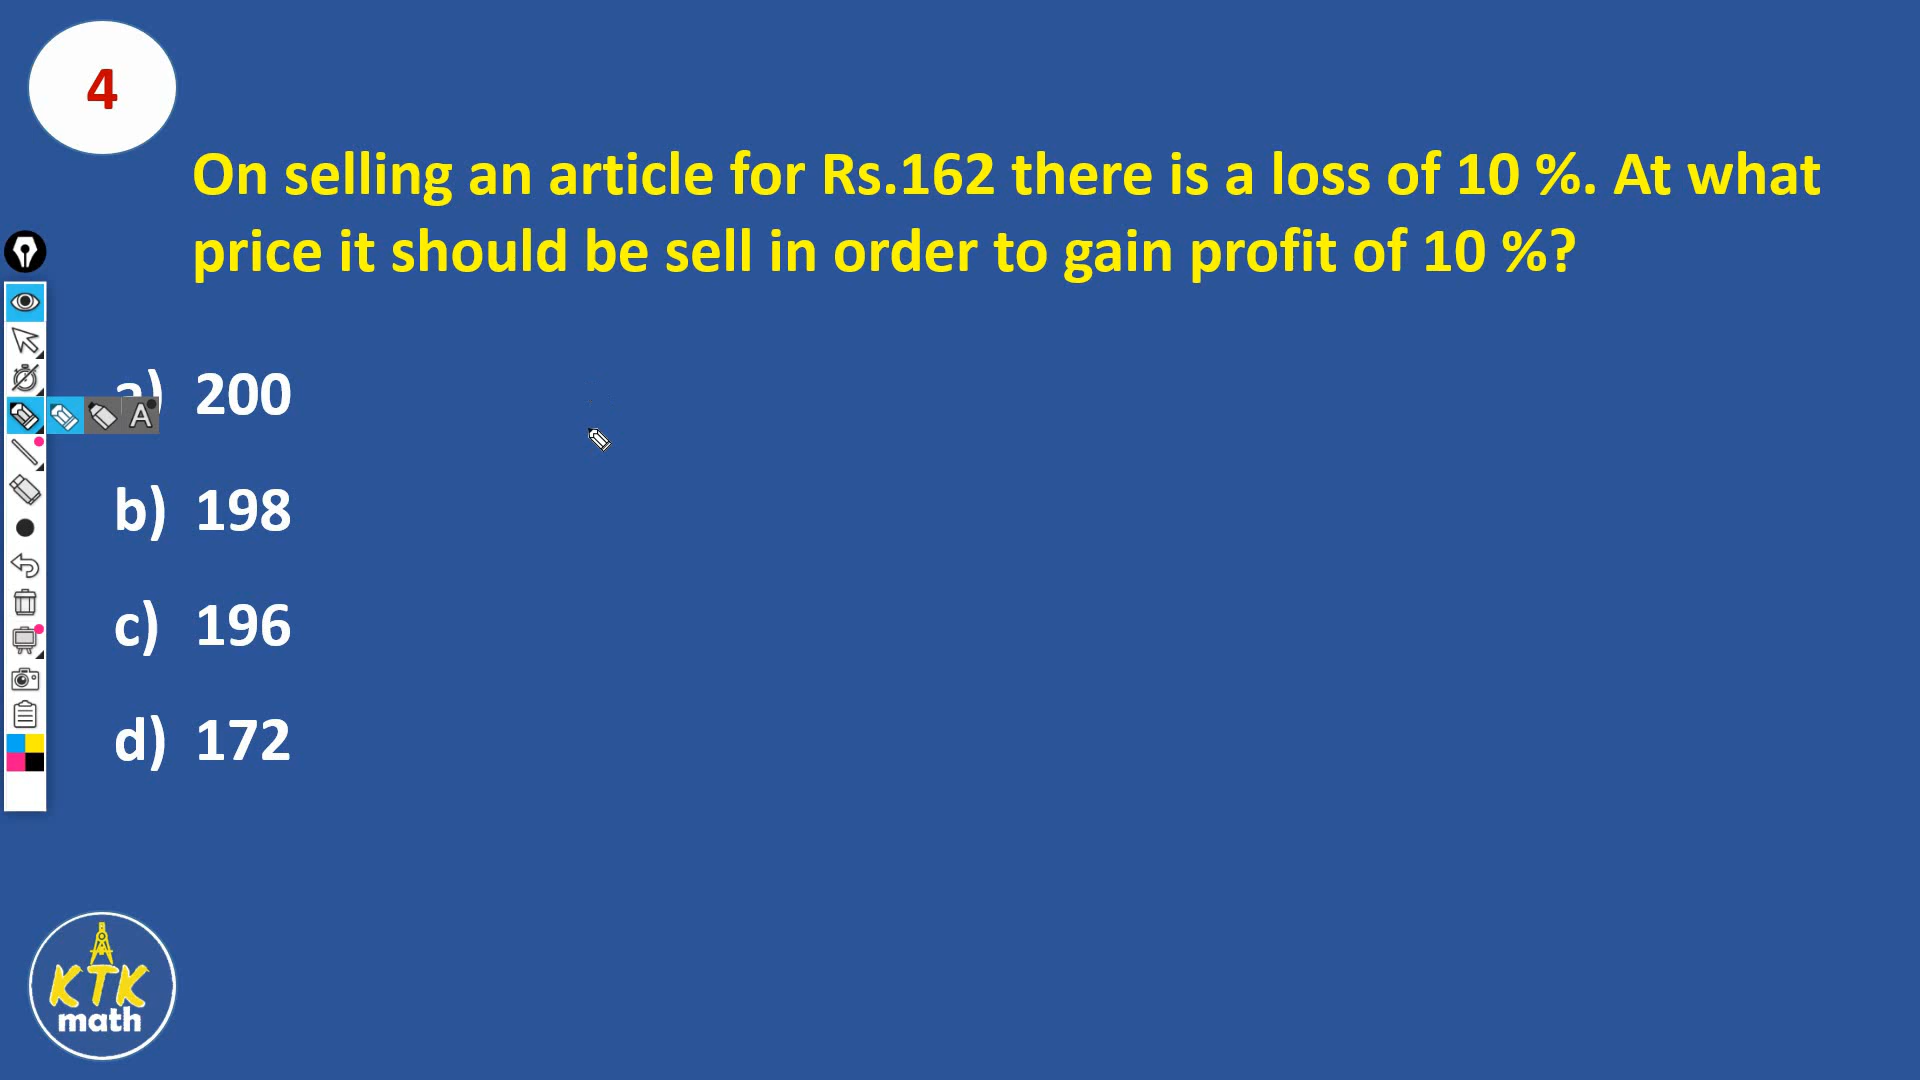 4
On selling an article for Rs.162 there is a loss of 10 %. At what
price it should be sell in order to gain profit of 10 %?
a) 200
A
b) 198
c) 196
d) 172
KTK
math